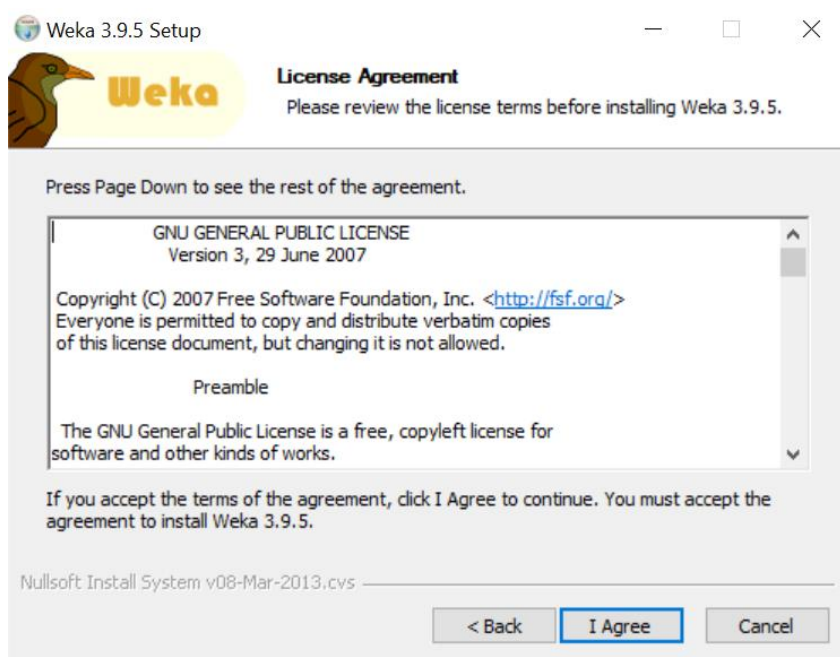 Weka 3.9.5 Setup
Weka
License Agreement
Please review the license terms before installing Weka 3.9.5.
Press Page Down to see the rest of the agreement.
GNU GENERAL PUBLIC LICENSE
Version 3, 29 June 2007
Copyright (C) 2007 Free Software Foundation, Inc. <http://fsf.org/>
Everyone is permitted to copy and distribute verbatim copies
of this license document, but changing it is not allowed.
Preamble
The GNU General Public License is a free, copyleft license for
software and other kinds of works.
If you accept the terms of the agreement, click I Agree to continue. You must accept the
agreement to install Weka 3.9.5.
Nullsoft Install System v08-Mar-2013.cvs
< Back I Agree Cancel